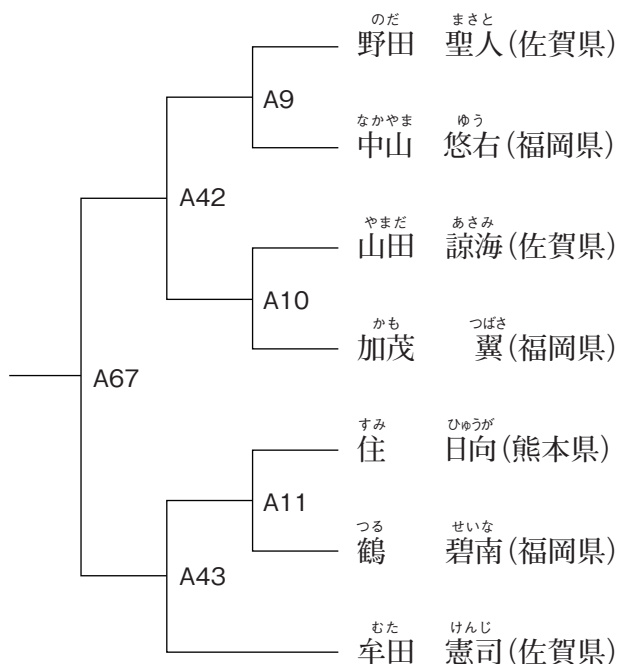 のだ まさと
野田 聖人(佐賀県)
A9
なかやま ゆう
中山 悠右(福岡県)
A42
やまだ あさみ
山田 諒海(佐賀県)
A10
かも つばさ
加茂 翼(福岡県)
A67
すみ ひゅうが
住 日向(熊本県)
A11
つる せいな
鶴 碧南(福岡県)
A43
むた けんじ
牟田 憲司(佐賀県)